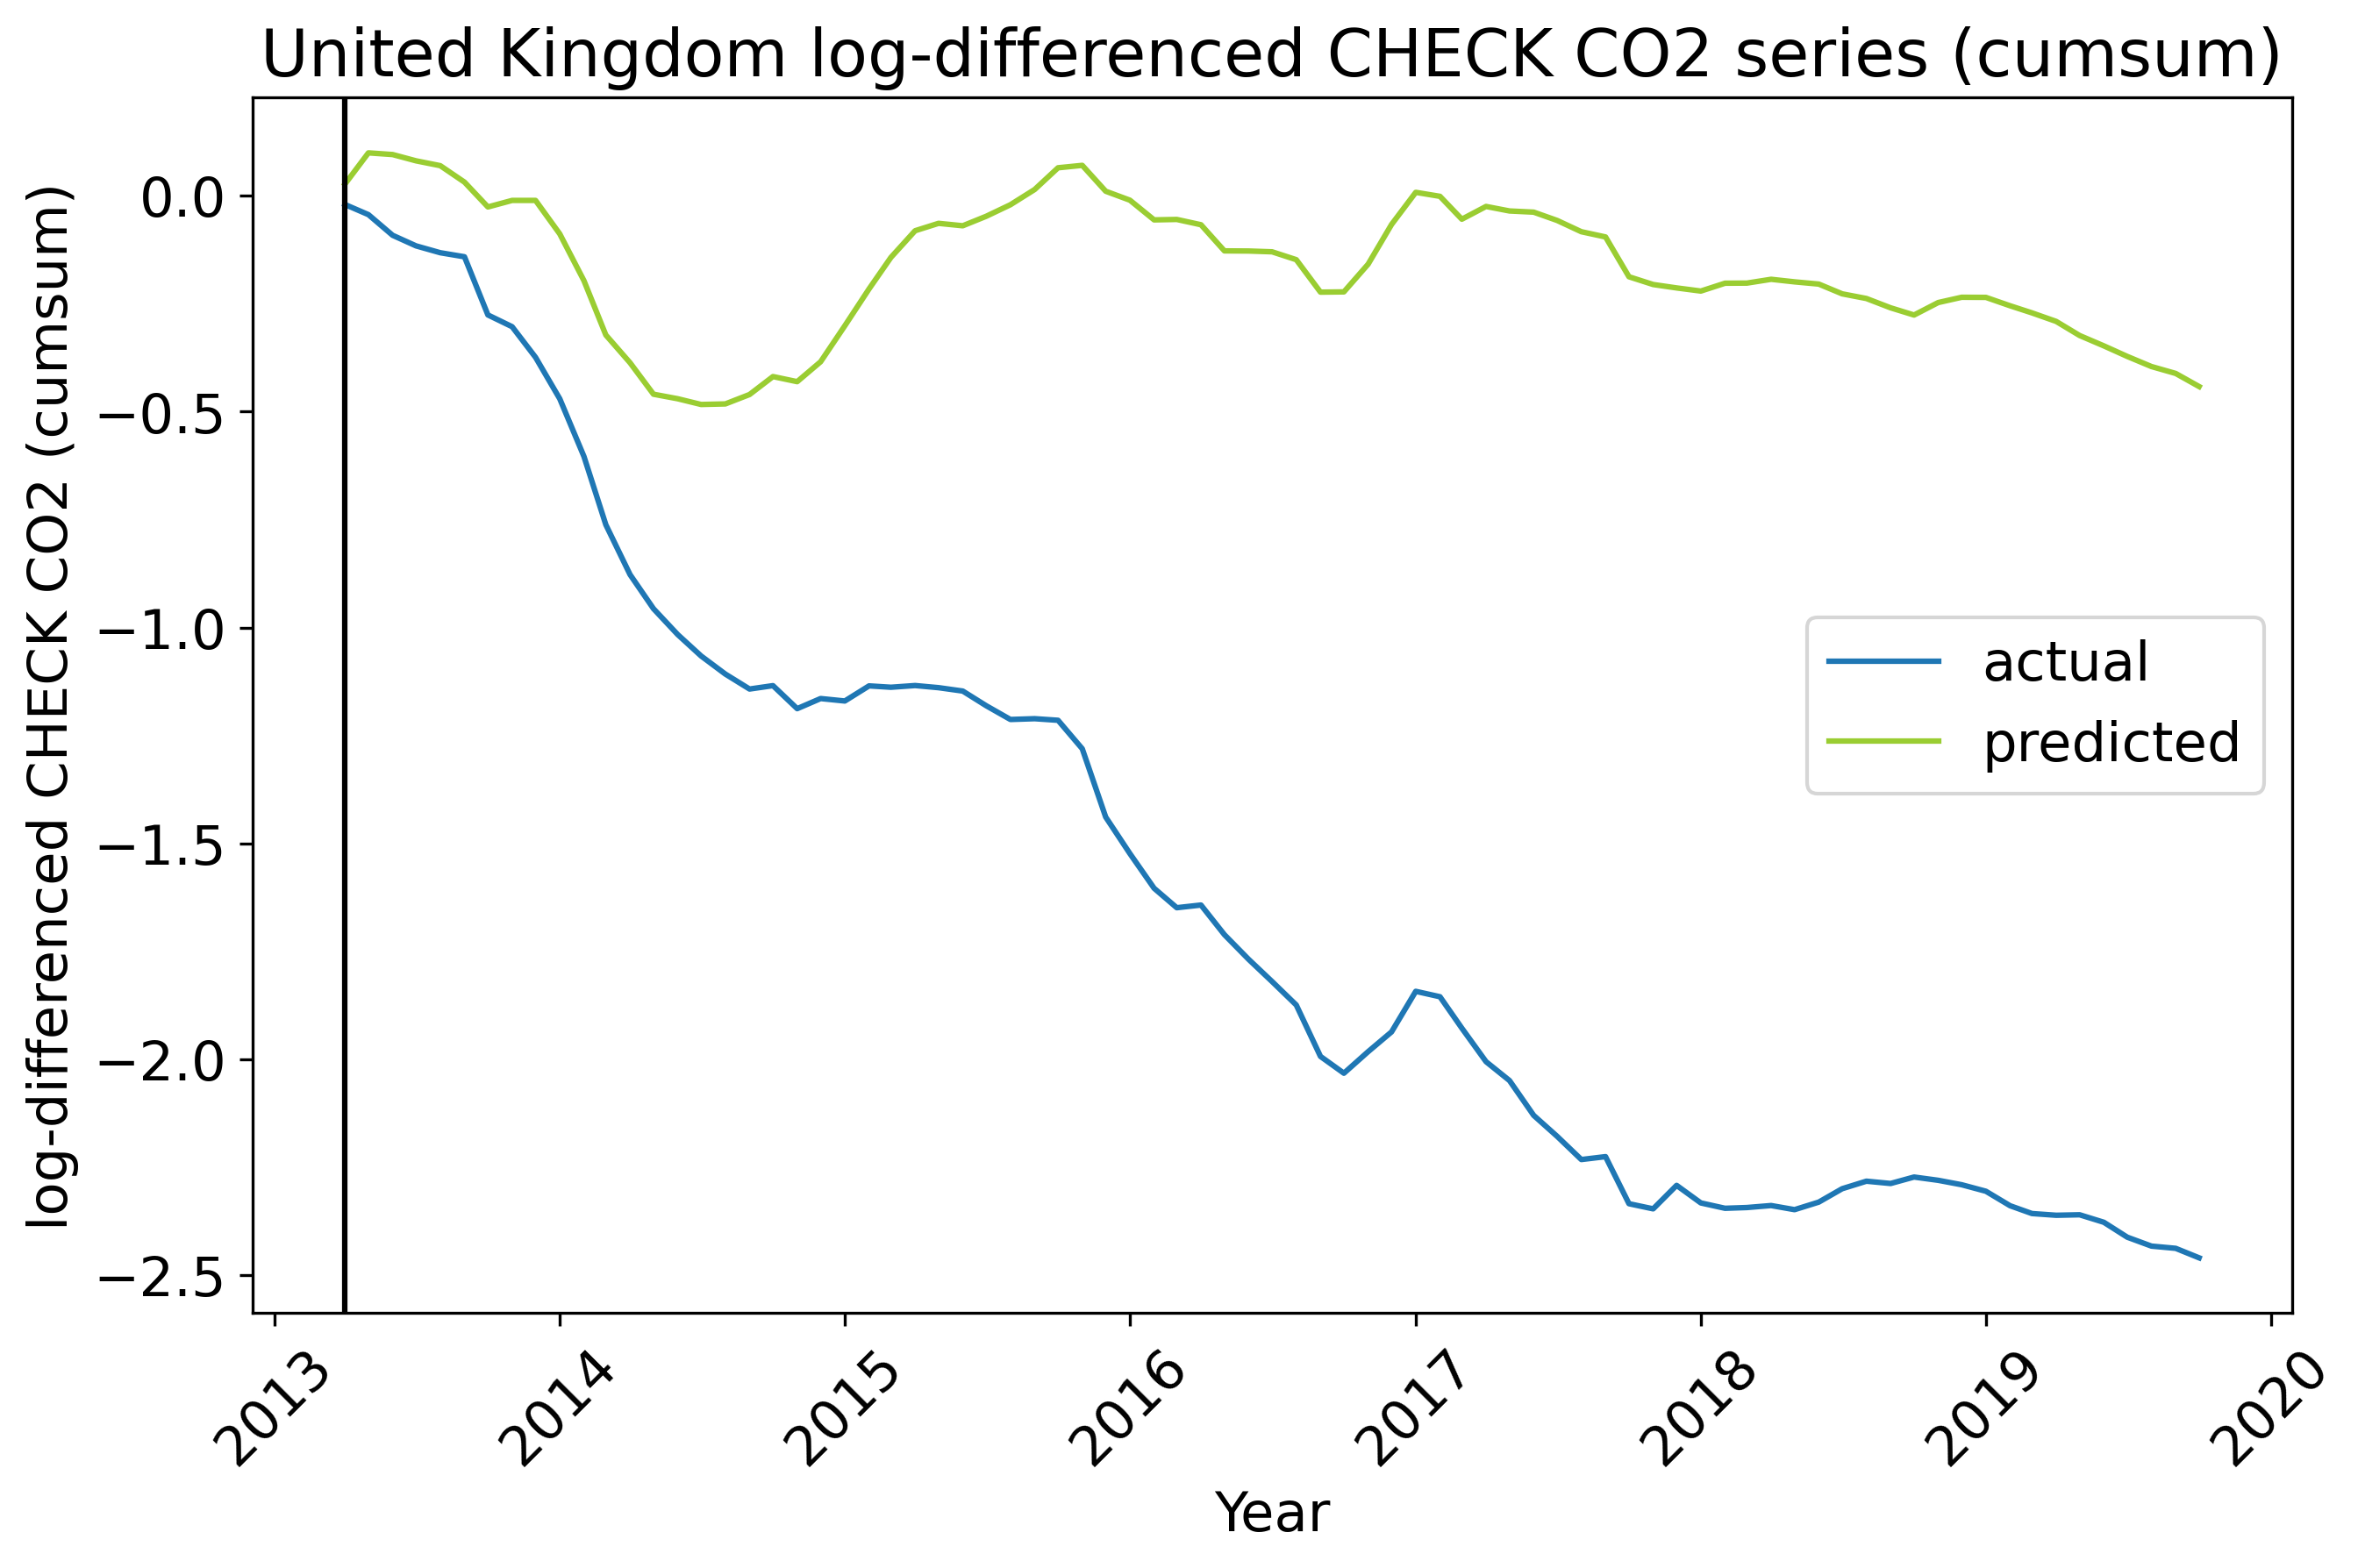 United Kingdom log-differenced CHECK CO2 series (cumsum)
log-differenced CHECK CO2 (cumsum)
0.0
−0.5
−1.0
−1.5
−2.0
−2.5
actual
predicted
2013
2014
2015
2016
2017
2018
2019
2020
Year